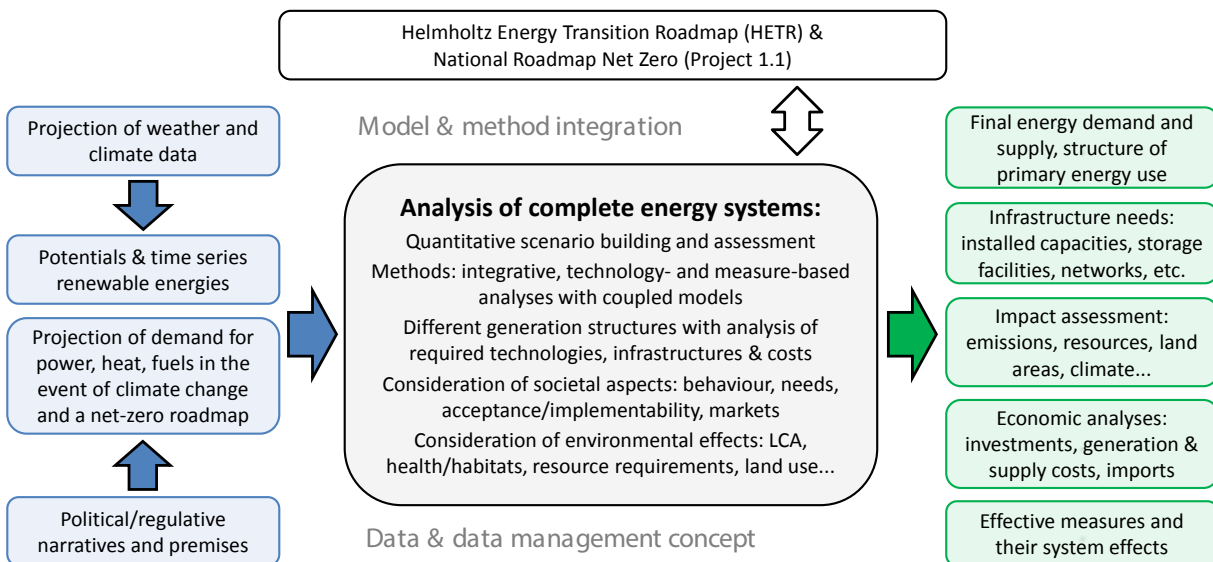 Helmholtz Energy Transition Roadmap (HETR) &
National Roadmap Net Zero (Project 1.1)
Model & method integration
Projection of weather and
climate data
Potentials & time series
renewable energies
Projection of demand for
power, heat, fuels in the
event of climate change
and a net-zero roadmap
Political/regulative
narratives and premises
Analysis of complete energy systems:
Quantitative scenario building and assessment
Methods: integrative, technology- and measure-based
analyses with coupled models
Different generation structures with analysis of
required technologies, infrastructures & costs
Consideration of societal aspects: behaviour, needs,
acceptance/implementability, markets
Consideration of environmental effects: LCA,
health/habitats, resource requirements, land use...
Data & data management concept
Final energy demand and
supply, structure of
primary energy use
Infrastructure needs:
installed capacities, storage
facilities, networks, etc.
Impact assessment:
emissions, resources, land
areas, climate...
Economic analyses:
investments, generation &
supply costs, imports
Effective measures and
their system effects